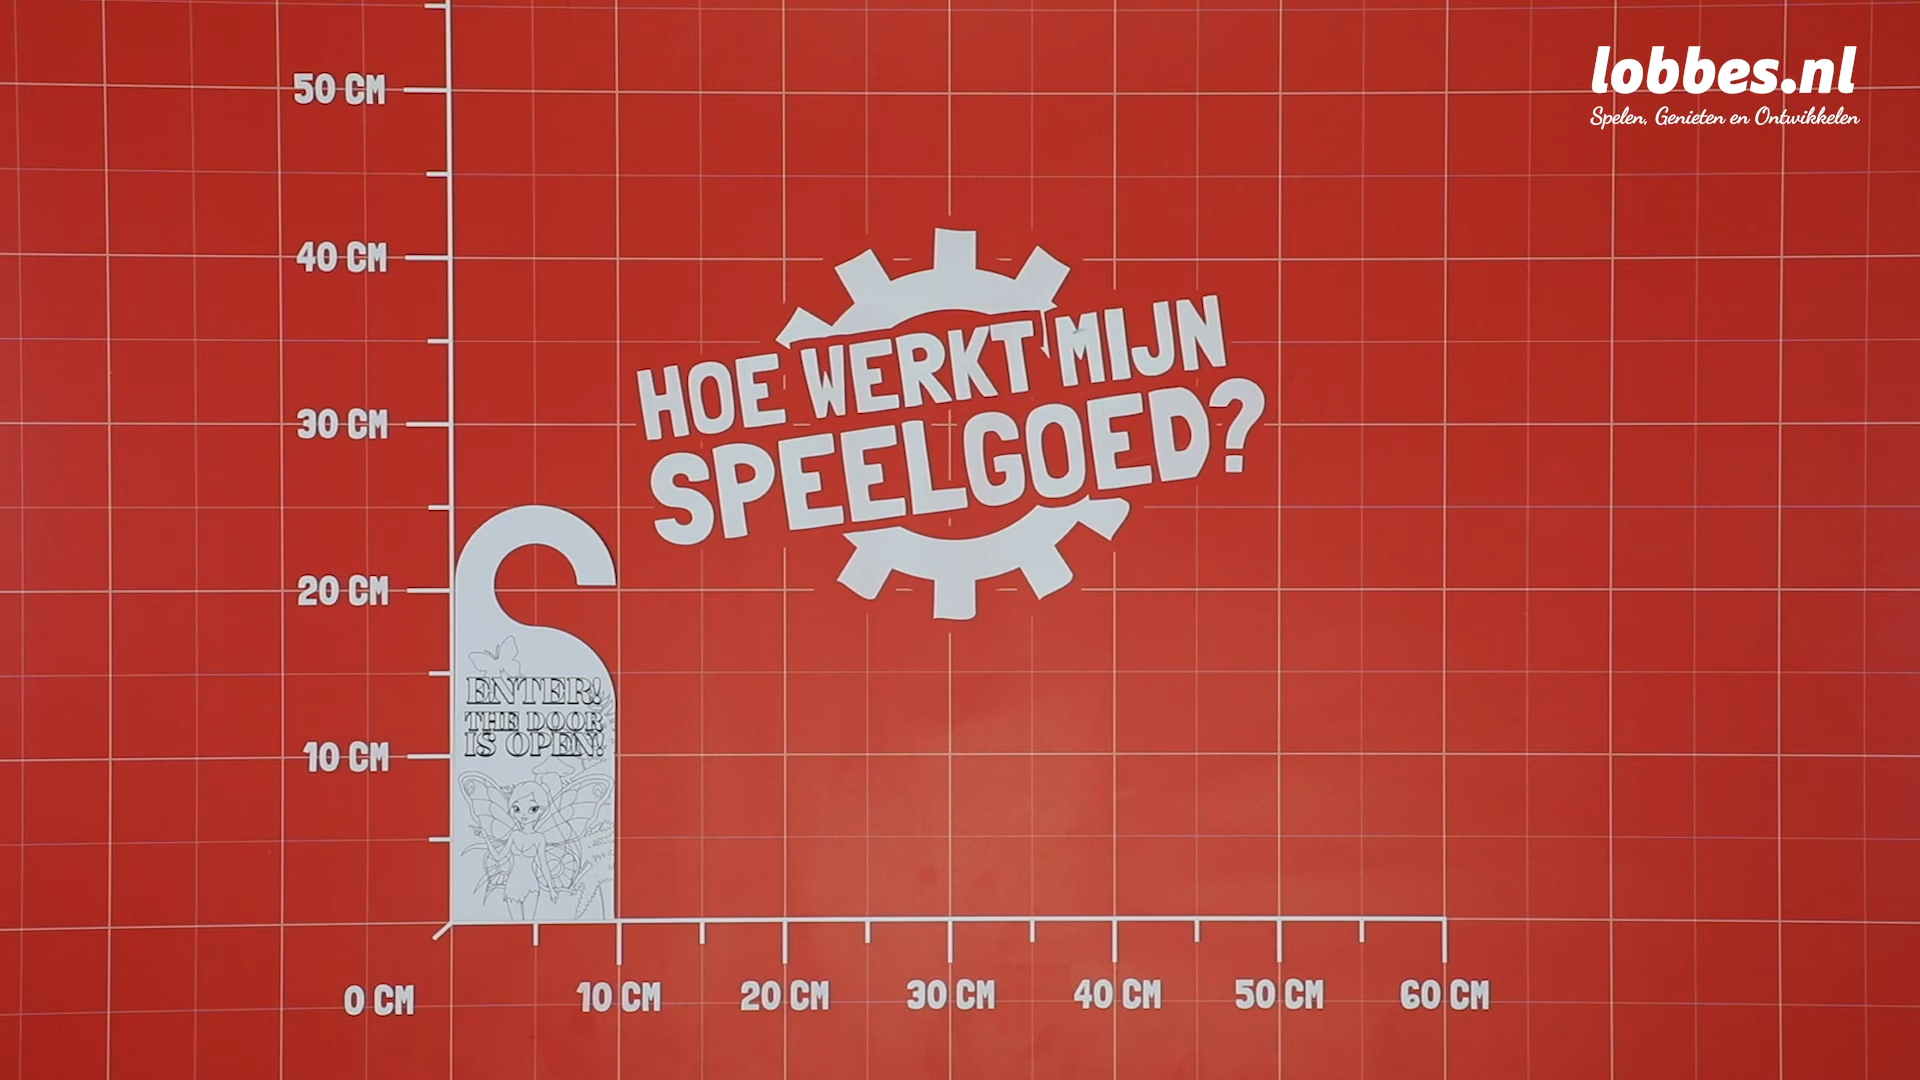 lobbes.nl
Spelen, Genieten en Ontwikkelen
50 CM
40 CM
30 CM
20 CM
10 CM
HOE WERKT MIJN
SPEELGOED?
ENTER!
THE DOOR
IS OPEN!
0 CM
10 CM
20 CM
30 CM
40 CM
50 CM
60 CM